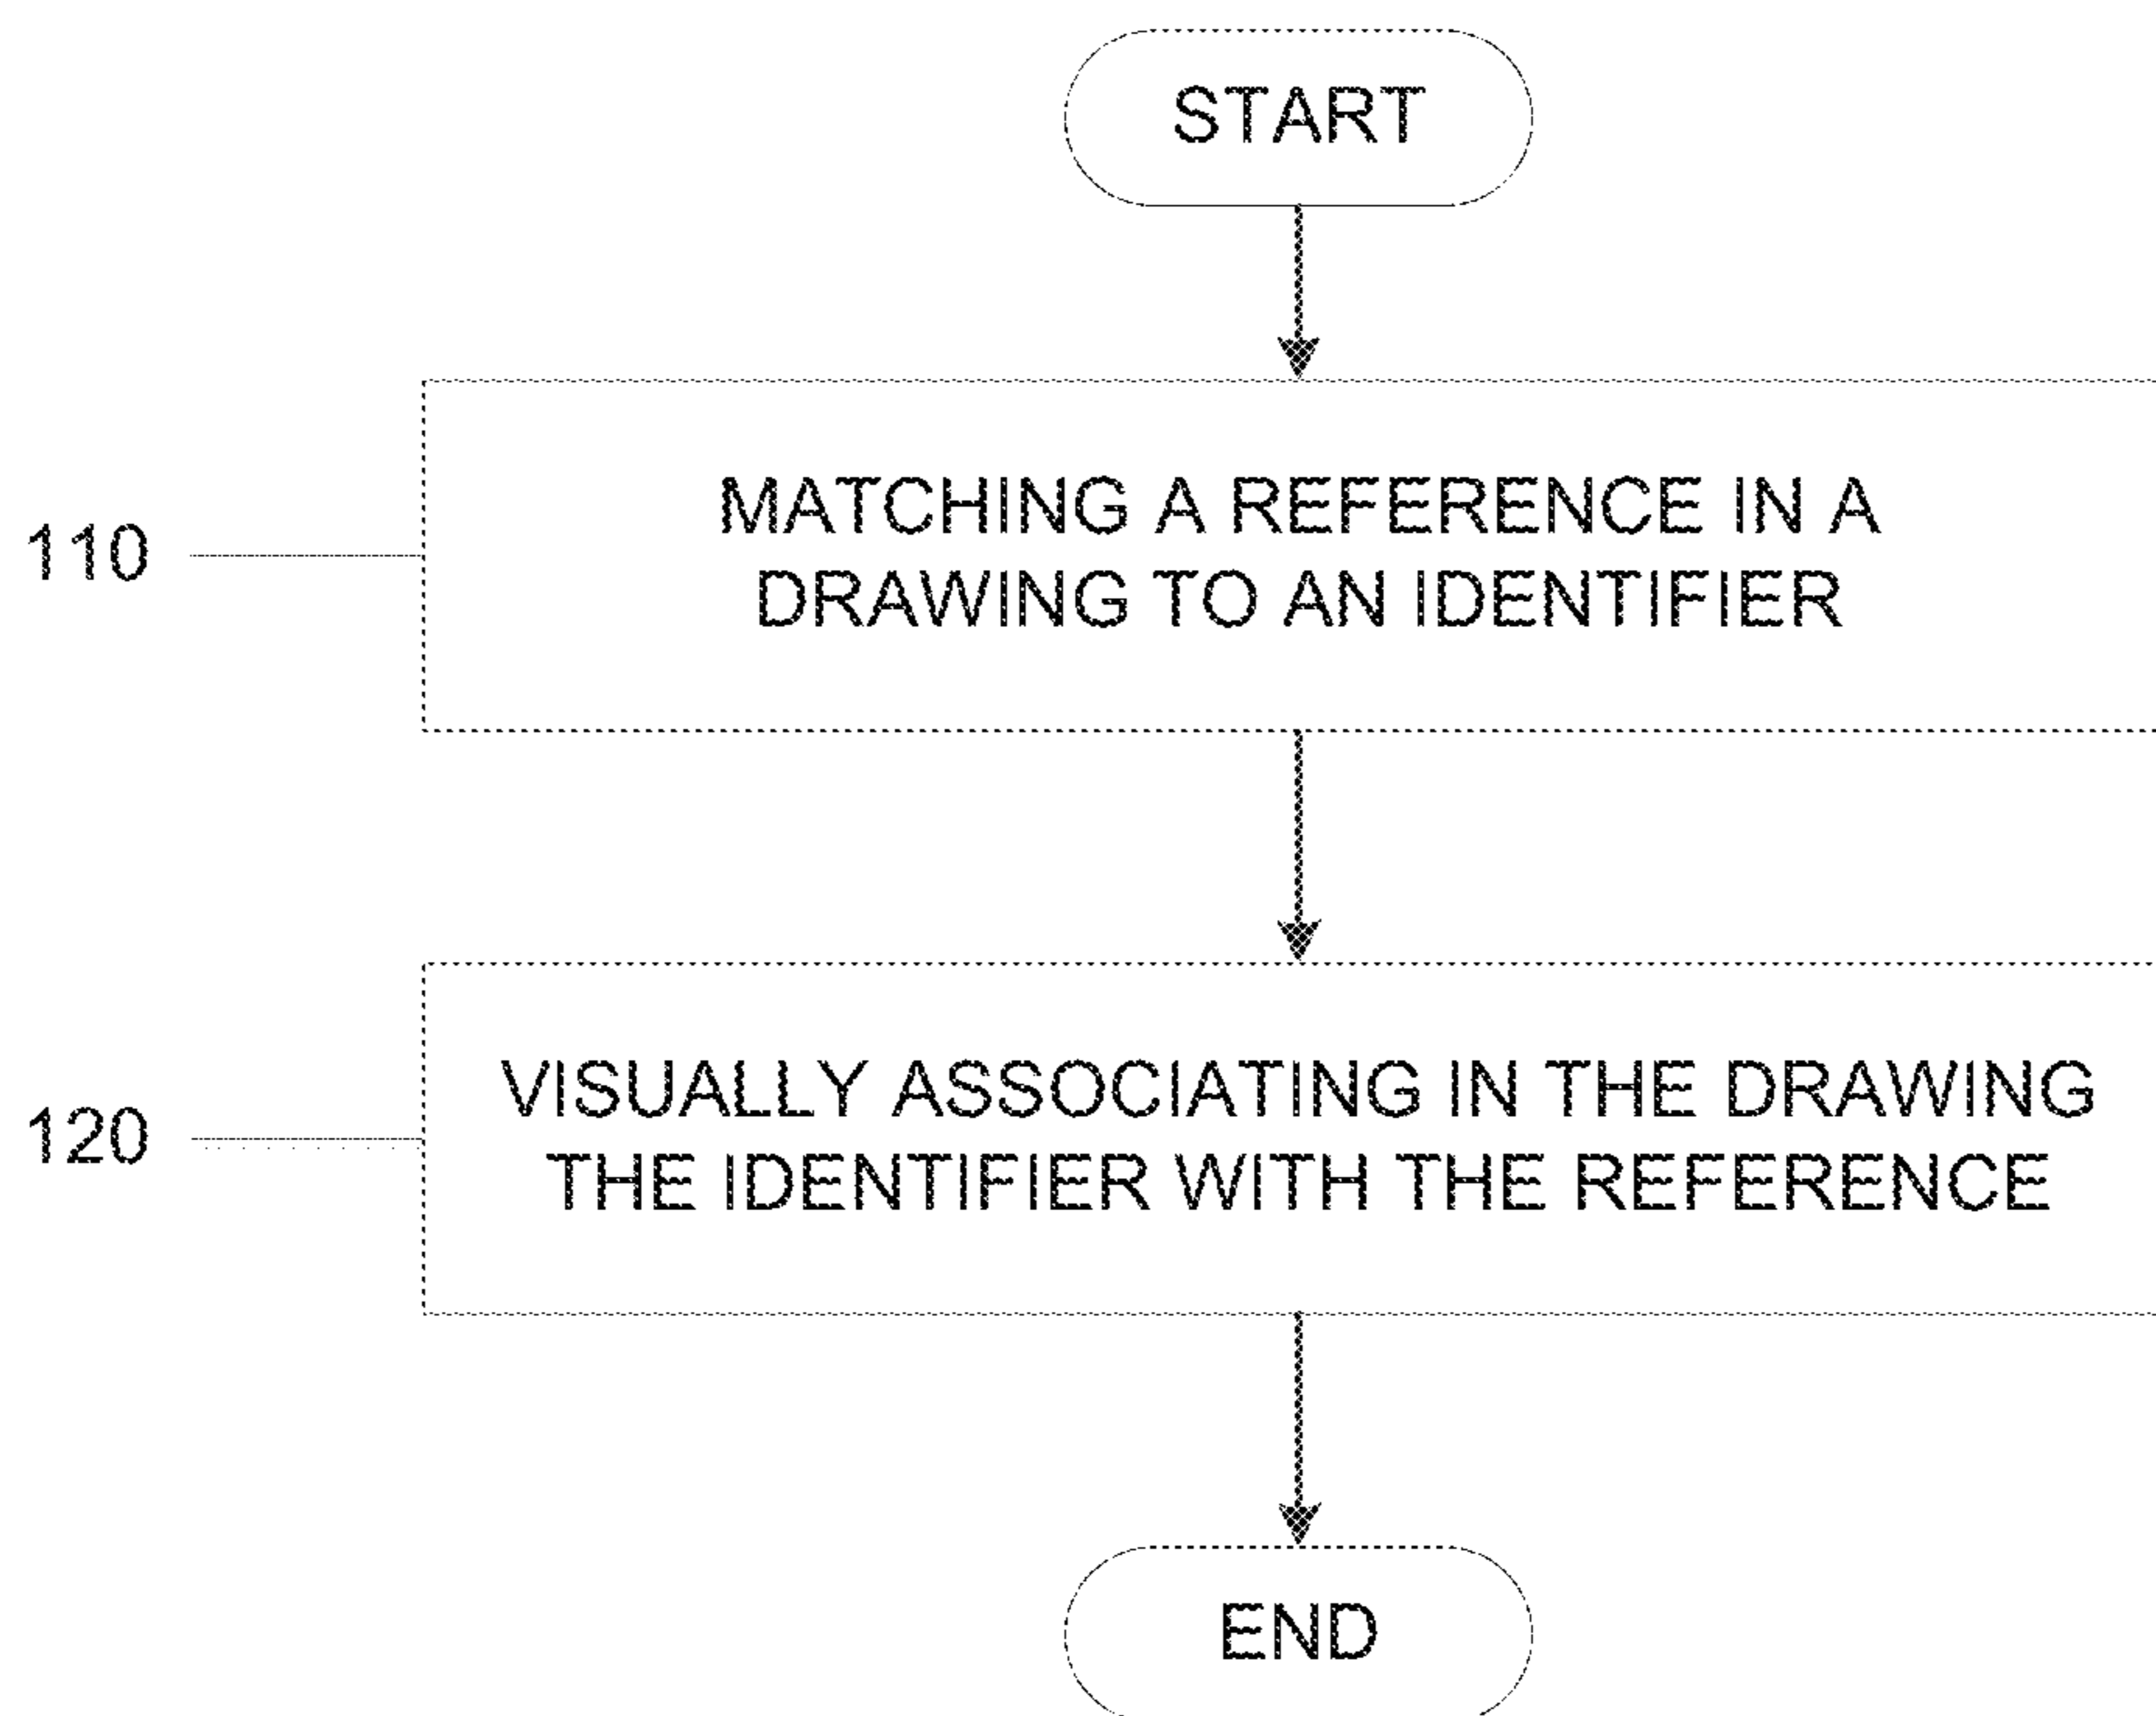 START
110
MATCHING A REFERENCE IN A
DRAWING TO AN IDENTIFIER
120
VISUALLY ASSOCIATING IN THE DRAWING
THE IDENTIFIER WITH THE REFERENCE
END